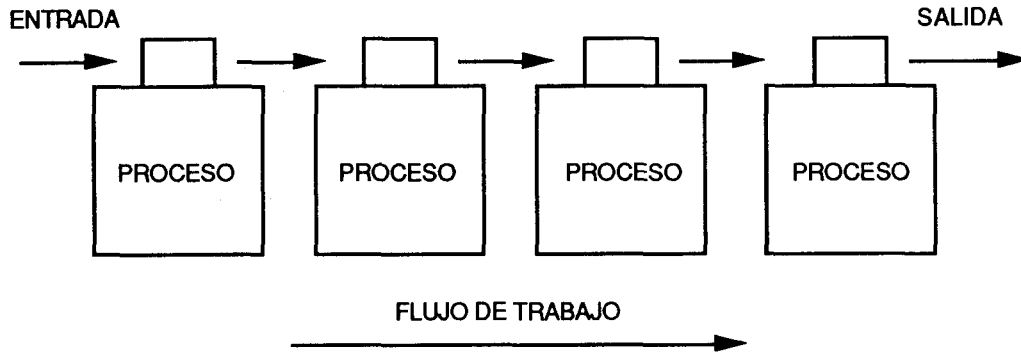 ENTRADA
SALIDA
PROCESO
PROCESO
PROCESO
PROCESO
FLUJO DE TRABAJO